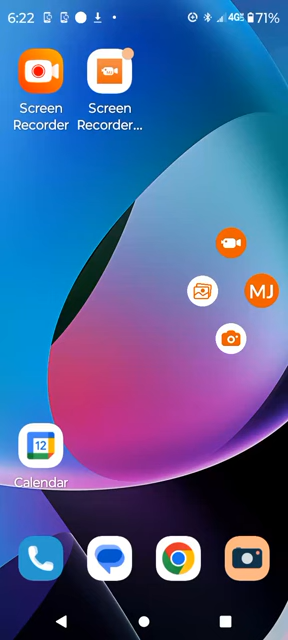 6:22
4G
71%
Screen
Recorder
Screen
Recorder...
MJ
12
Calendar